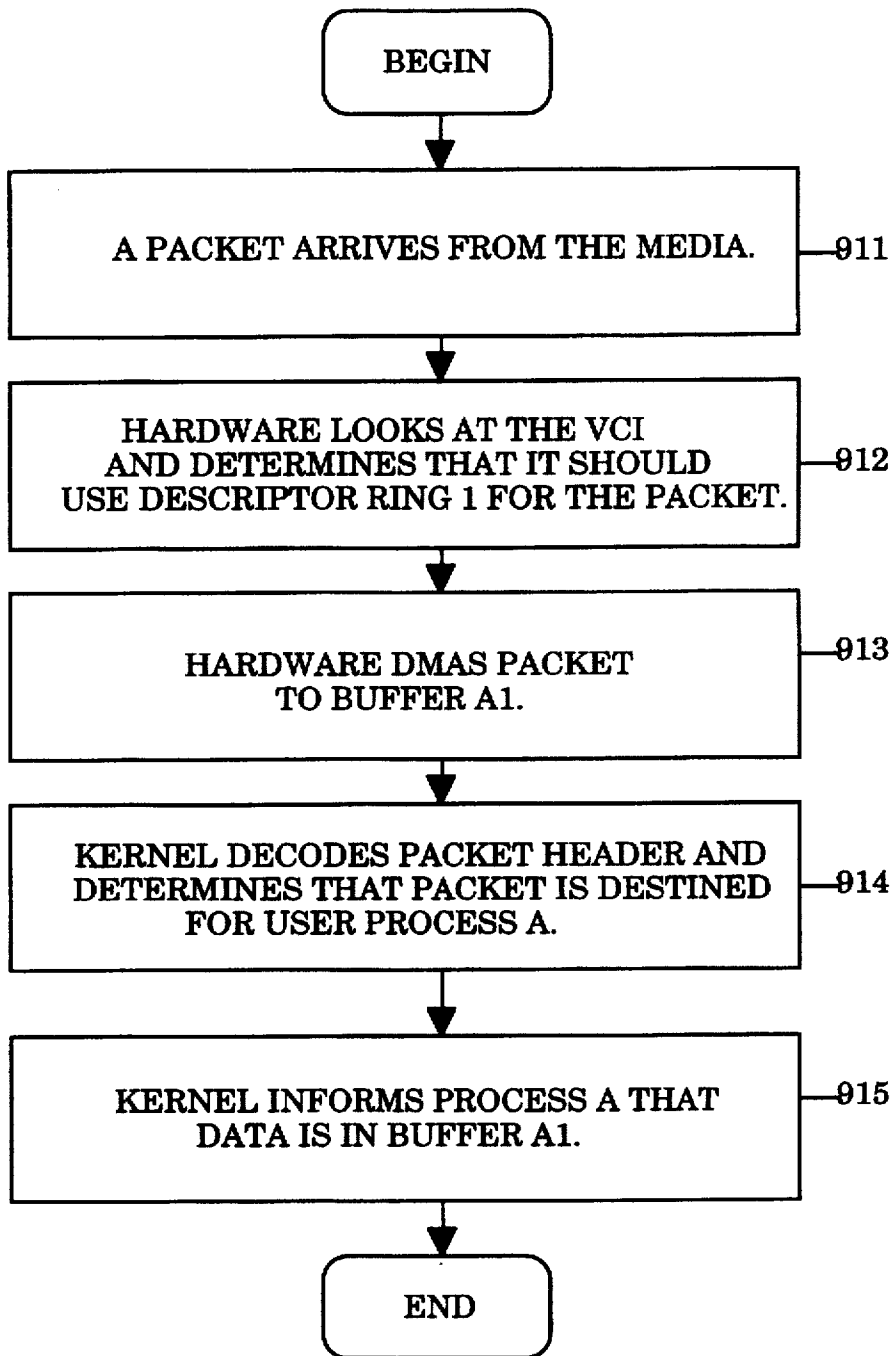 BEGIN
A PACKET ARRIVES FROM THE MEDIA.
911
HARDWARE LOOKS AT THE VCI
AND DETERMINES THAT IT SHOULD
USE DESCRIPTOR RING 1 FOR THE PACKET.
912
HARDWARE DMAS PACKET
TO BUFFER A1.
913
KERNEL DECODES PACKET HEADER AND
DETERMINES THAT PACKET IS DESTINED
FOR USER PROCESS A.
914
KERNEL INFORMS PROCESS A THAT
DATA IS IN BUFFER A1.
915
END